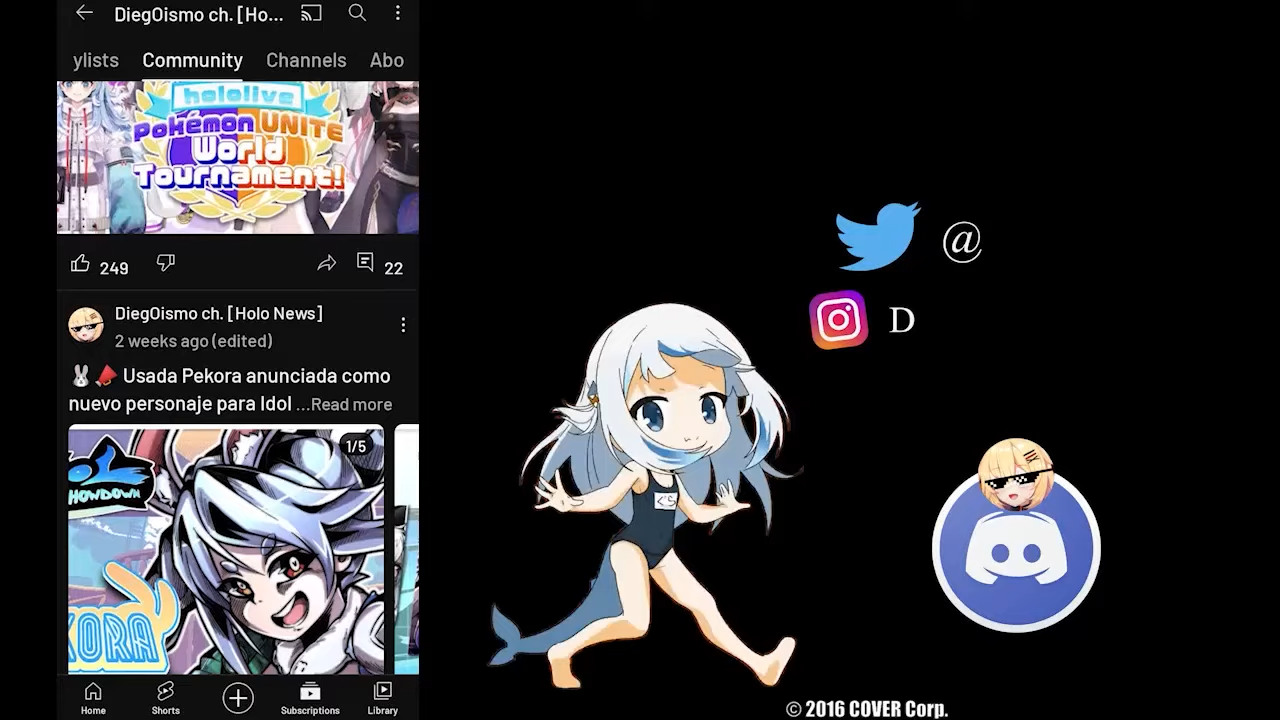 DiegOismo ch. [Ho...
ylists Community Channels Abo
hololive
Pokémon UNITE
World
Tournament!
249 22
DiegOismo ch. [Holo News]
2 weeks ago (edited)
Usada Pekora anunciada como
nuevo personaje para Idol ...Read more
1/5
HOWDOWN
KORA
Home Shorts Subscriptions Library
@
D
© 2016 COVER Corp.